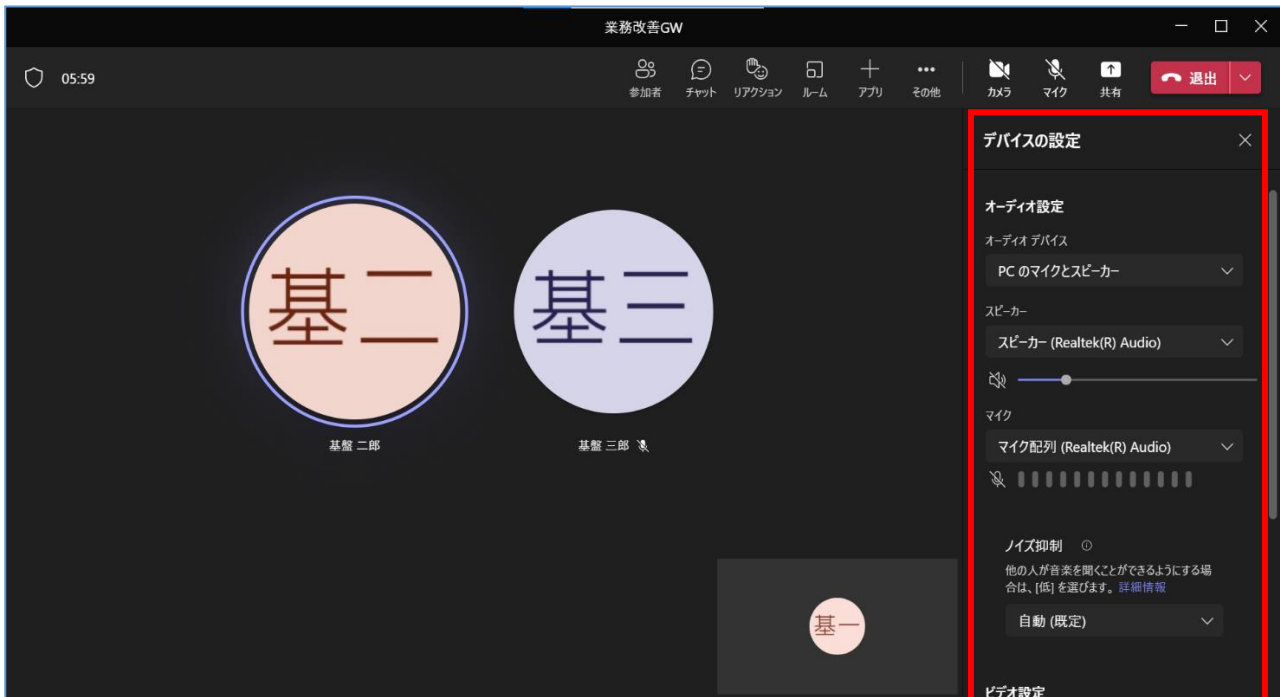 業務改善GW
05:59
参加者 チャット リアクション ルーム アプリ その他 カメラ マイク 共有 退出
デバイスの設定
オーディオ設定
オーディオ デバイス
PC のマイクとスピーカー
スピーカー
スピーカー (Realtek(R) Audio)
マイク
マイク配列 (Realtek(R) Audio)
ノイズ抑制
他の人が音楽を聞くことができるようにする場
合は、[低] を選びます。詳細情報
自動 (既定)
ビデオ設定
基二
基盤 二郎
基三
基盤 三郎
基一